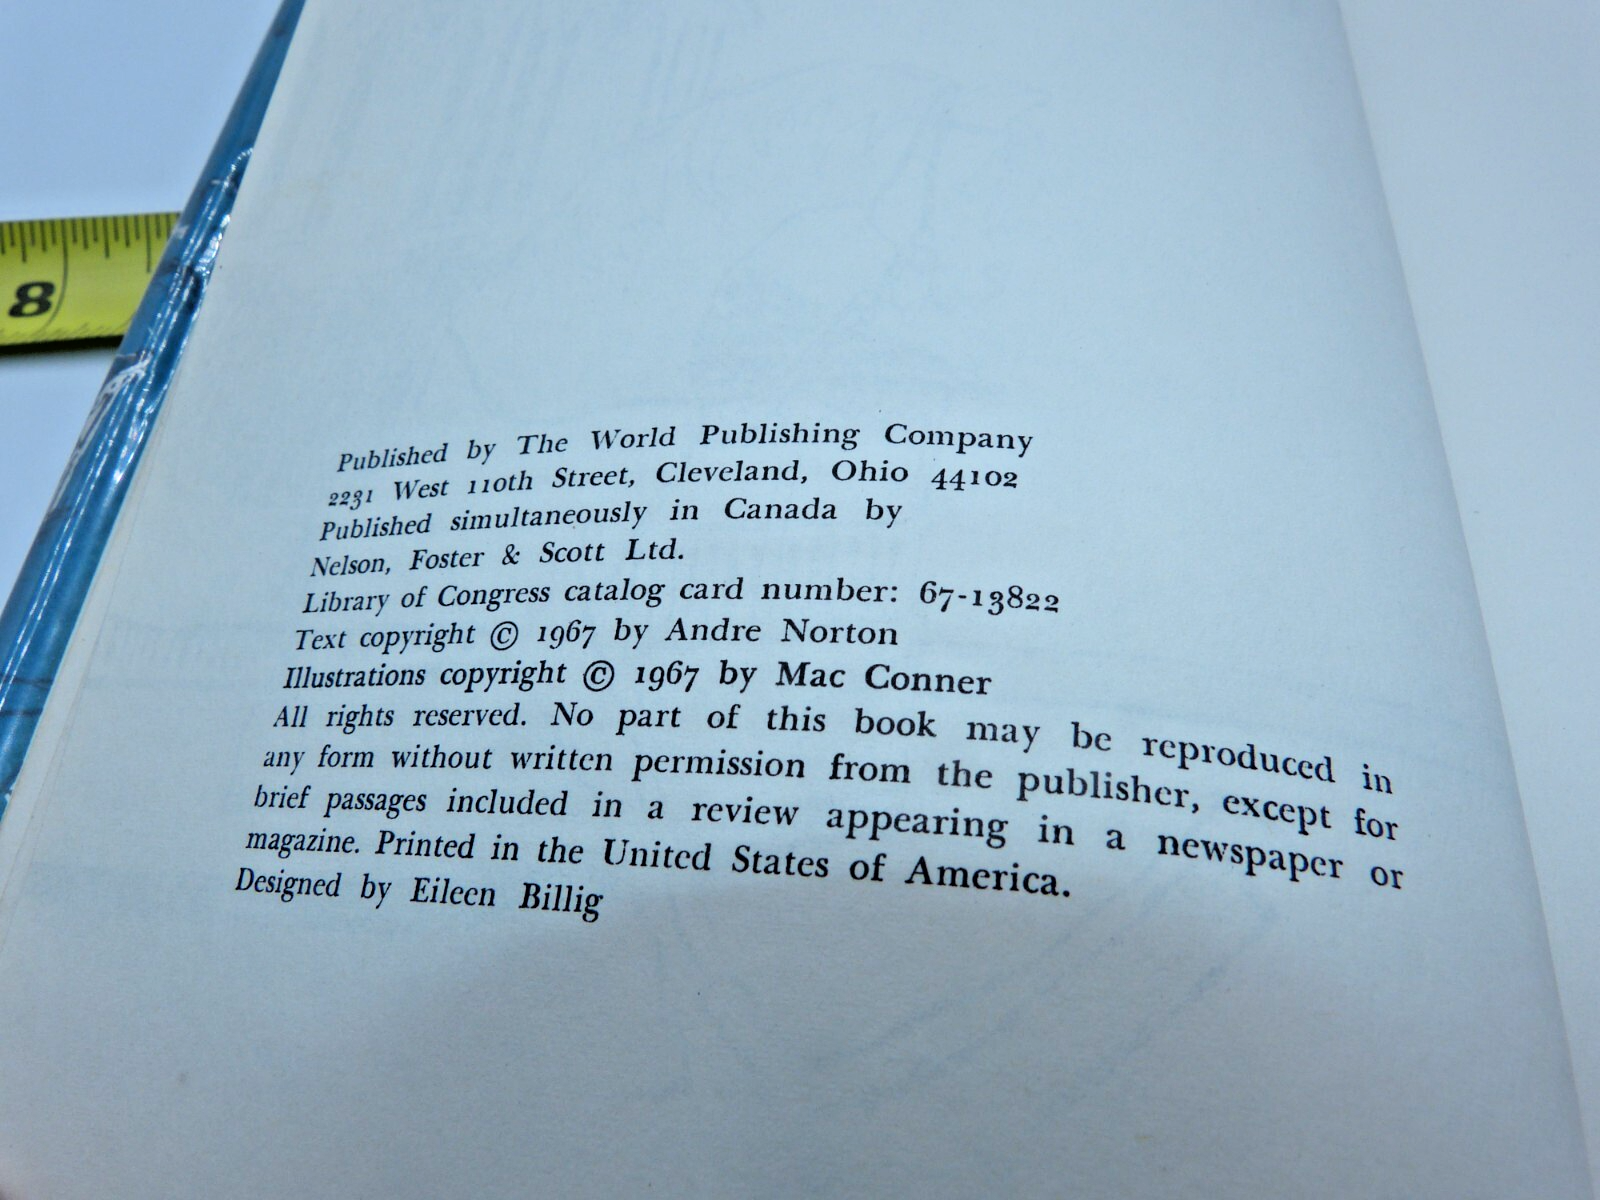 8
Published by The World Publishing Company
2231 West 110th Street, Cleveland, Ohio 44102
Published simultaneously in Canada by
Nelson, Foster & Scott Ltd.
Library of Congress catalog card number: 67-13822
Text copyright © 1967 by Andre Norton
Illustrations copyright © 1967 by Mac Conner
All rights reserved. No part of this book may be reproduced in
any form without written permission from the publisher, except for
brief passages included in a review appearing in a newspaper or
magazine. Printed in the United States of America.
Designed by Eileen Billig